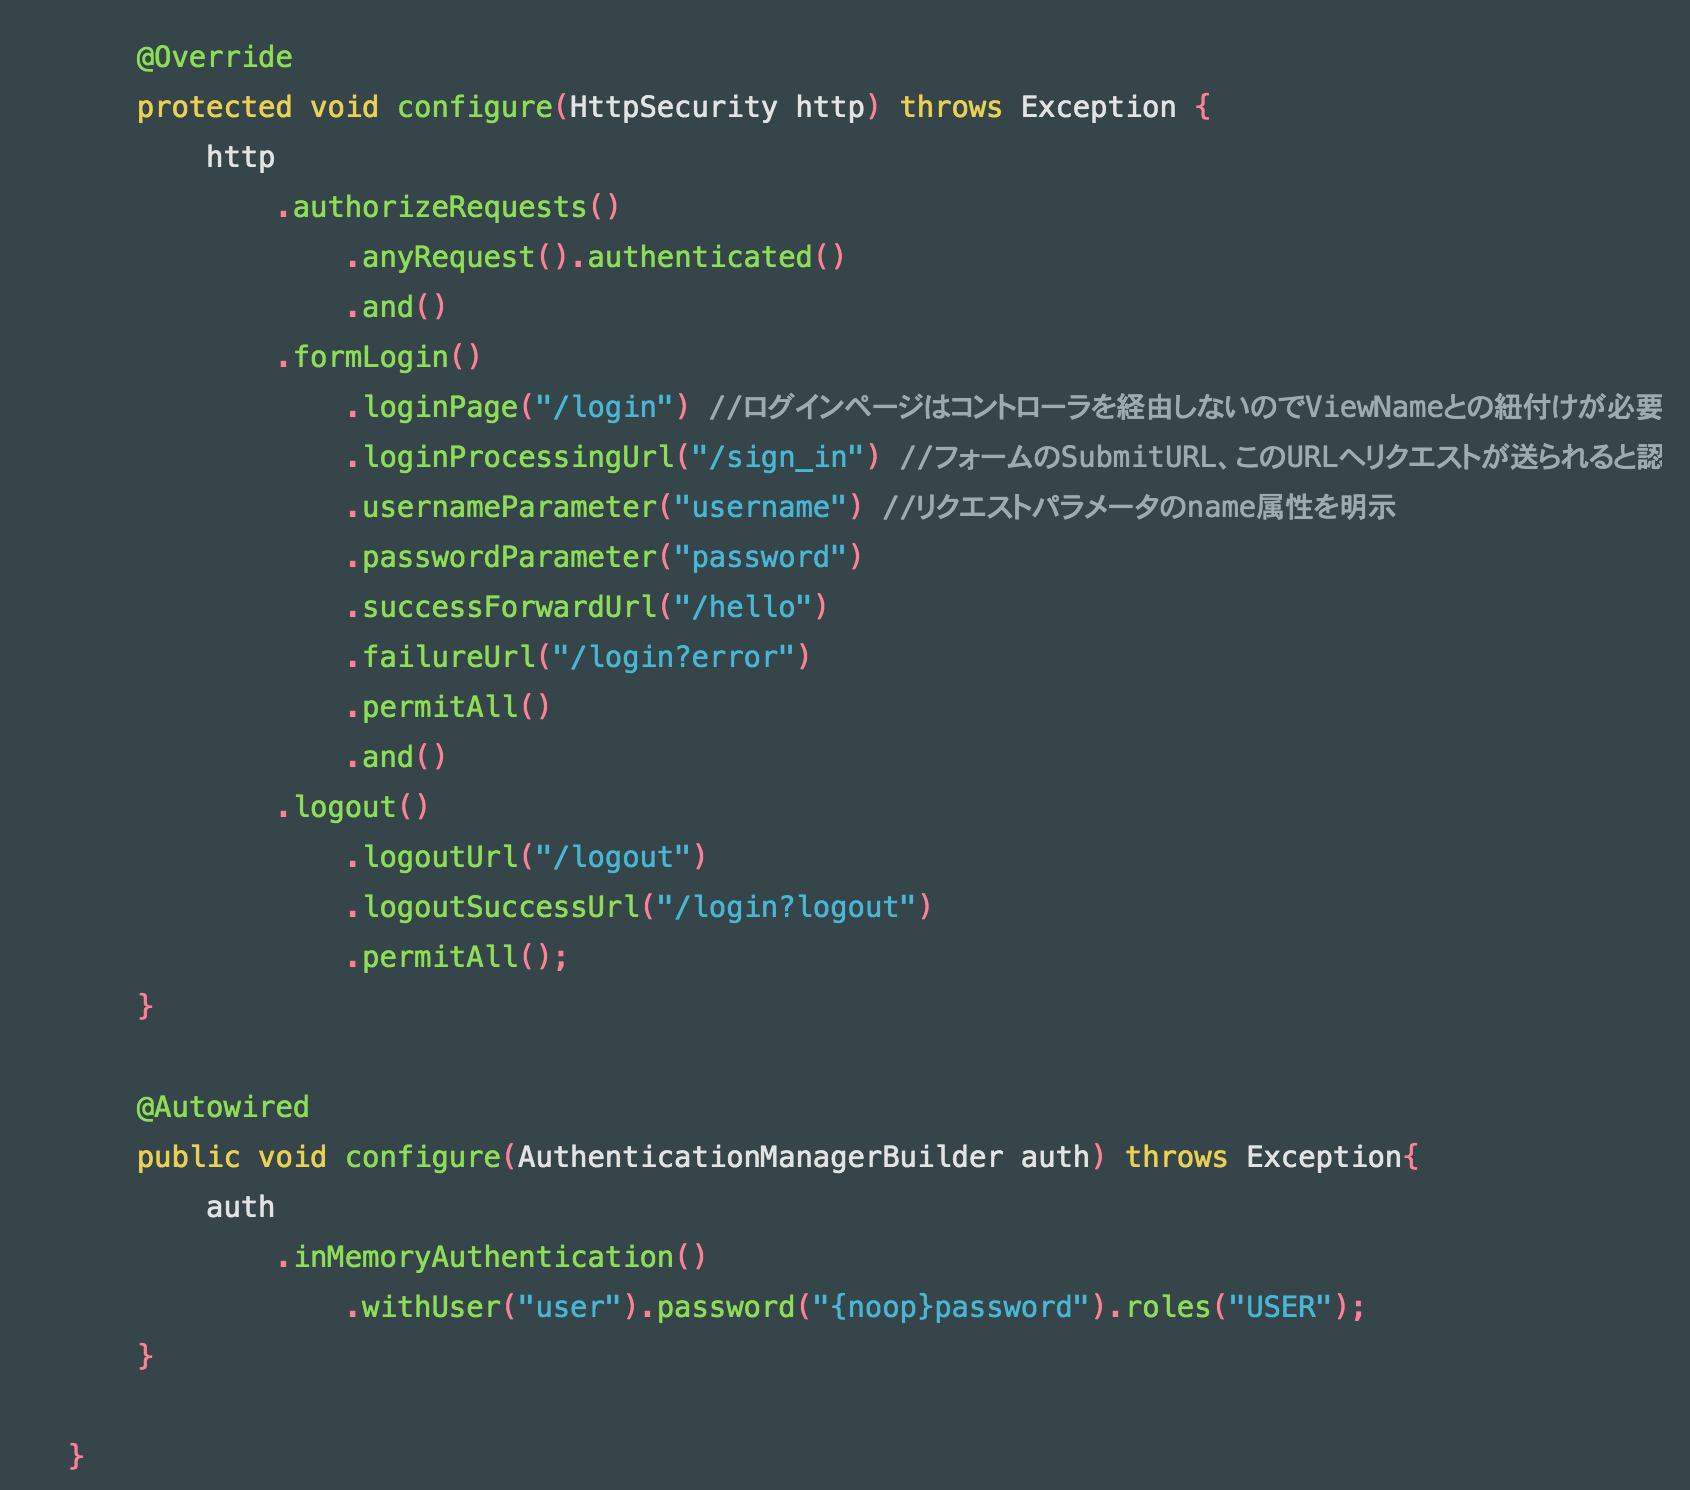 @Override
protected void configure(HttpSecurity http) throws Exception {
http
.authorizeRequests()
.anyRequest().authenticated()
.and()
.formLogin()
.loginPage("/login") //ログインページはコントローラを経由しないのでViewNameとの紐付けが必要
.loginProcessingUrl("/sign_in") //フォームのSubmitURL、このURLへリクエストが送られると認
.usernameParameter("username") //リクエストパラメータのname属性を明示
.passwordParameter("password")
.successForwardUrl("/hello")
.failureUrl("/login?error")
.permitAll()
.and()
.logout()
.logoutUrl("/logout")
.logoutSuccessUrl("/login?logout")
.permitAll();
}
@Autowired
public void configure(AuthenticationManagerBuilder auth) throws Exception{
auth
.inMemoryAuthentication()
.withUser("user").password("{noop}password").roles("USER");
}
}